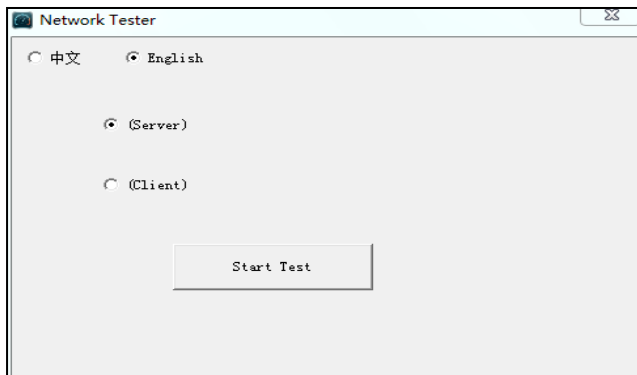 Network Tester
中文 English
(Server)
(Client)
Start Test